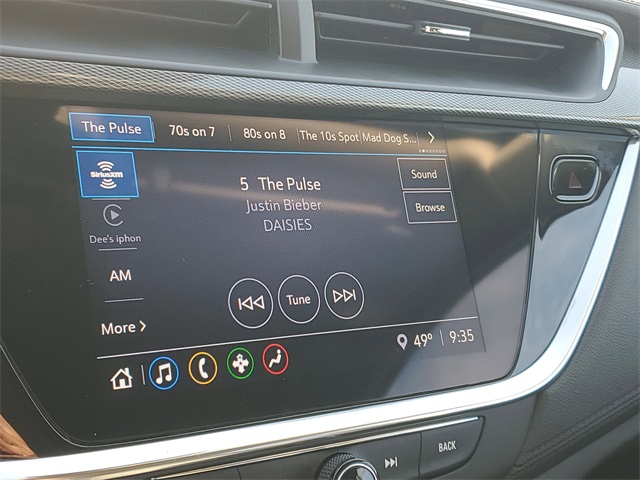 The Pulse 70s on 7 80s on 8 The 10s Spot Mad Dog S...
SiriusXM
5 The Pulse
Justin Bieber
DAISIES
Sound
Browse
Dee's iphon
AM
Tune
More
49° 9:35
BACK